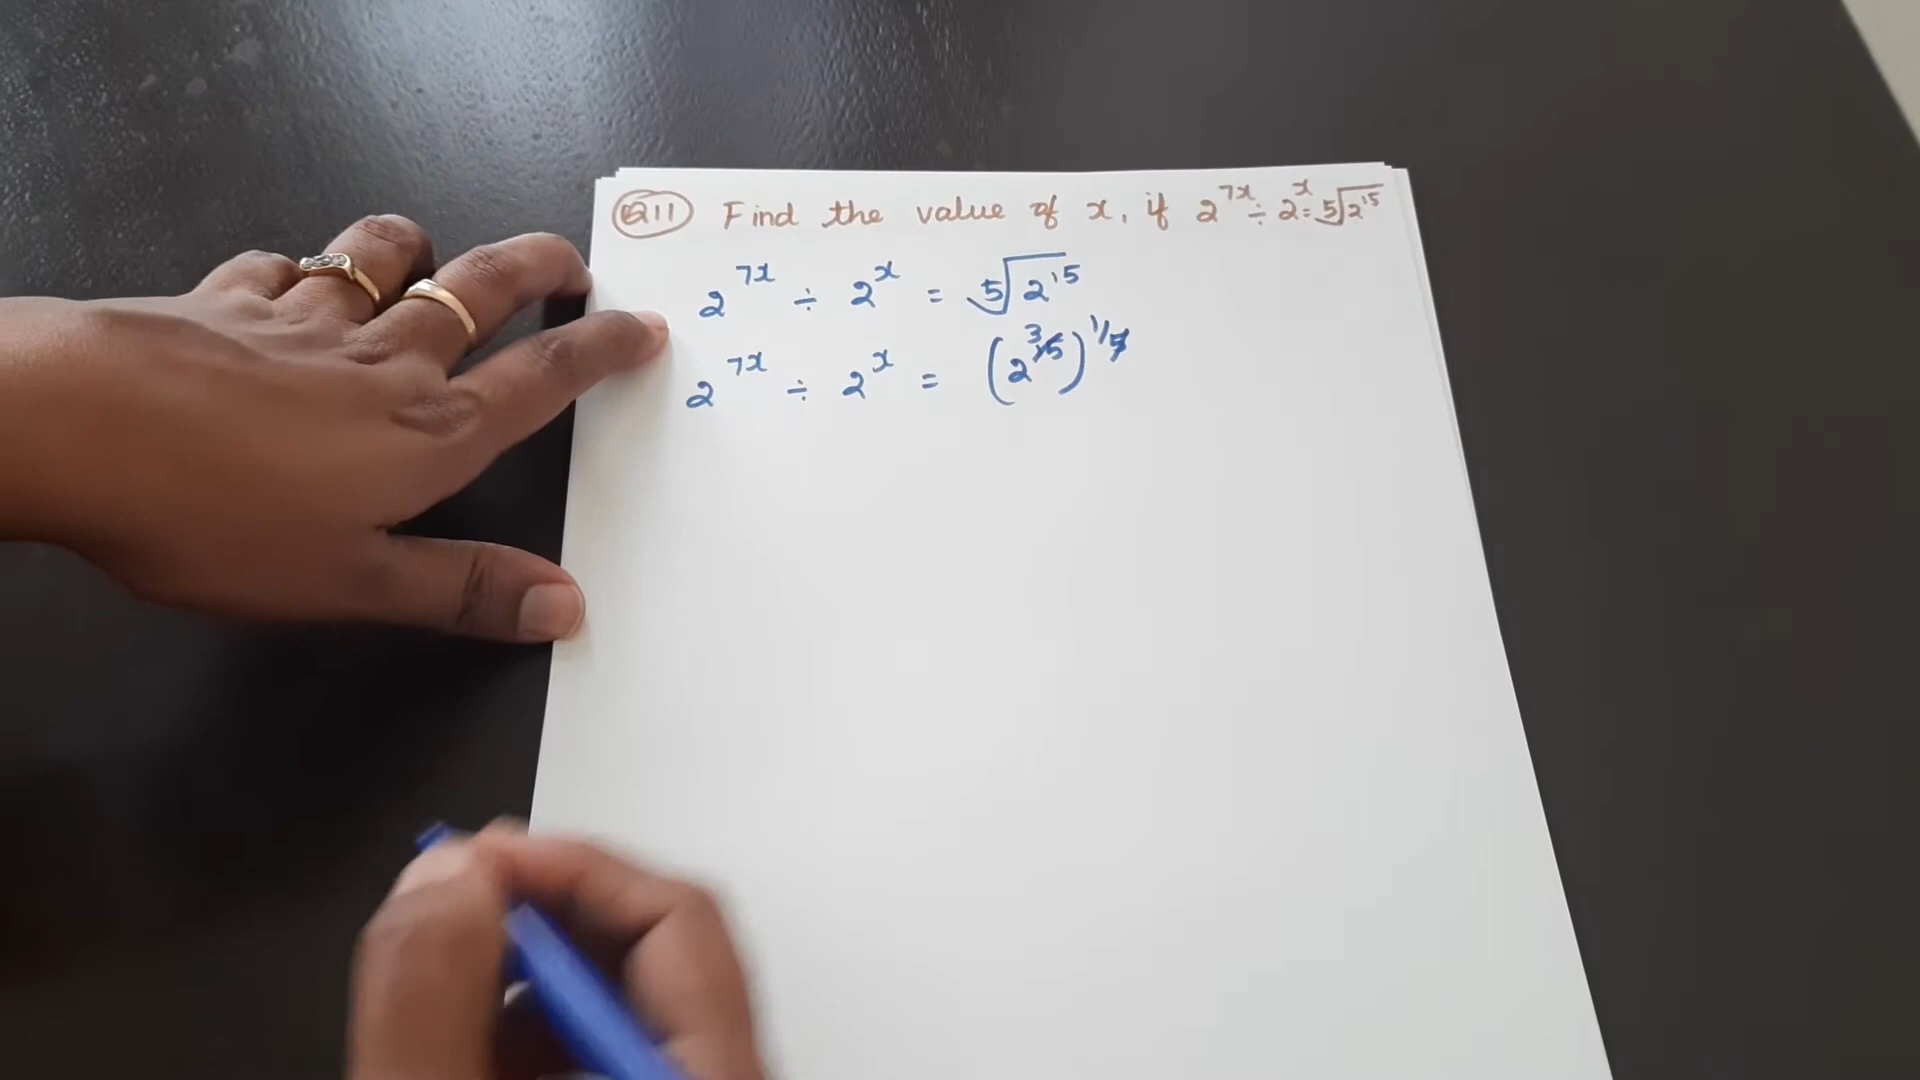 Q11 Find the value of x, if 2^7x ÷ 2^x = ⁵√2^15
2^7x ÷ 2^x = ⁵√2^15
2^7x ÷ 2^x = (2^15 3)^1/5